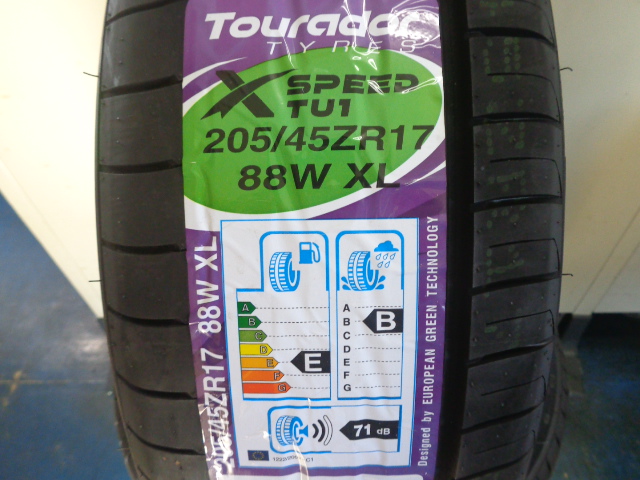 Tourador
TYRES
X SPEED
TU1
205/45ZR17
88W XL
205/45ZR17 88W XL
A
B
C
D
E
F
G
E
A
B
C
D
E
F
G
B
71 dB
Designed by EUROPEAN GREEN TECHNOLOGY